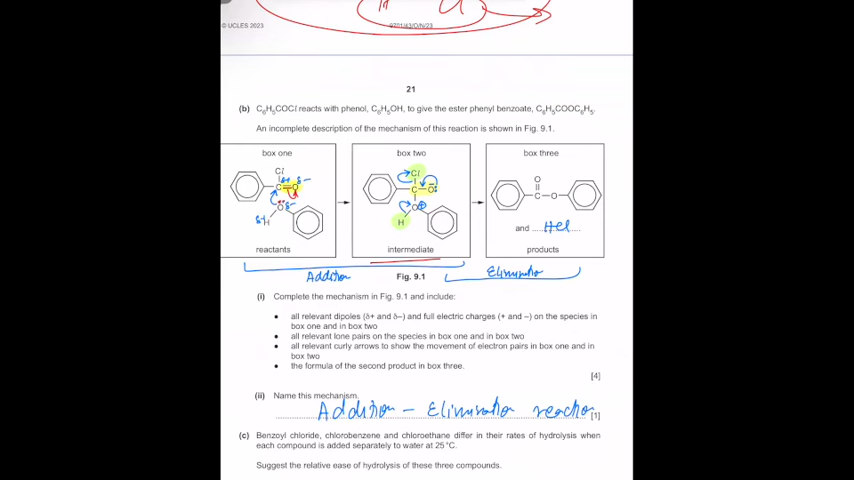 H
Cl
© UCLES 2023
9701/42/O/N/23
21
(b) C₆H₅COCl reacts with phenol, C₆H₅OH, to give the ester phenyl benzoate, C₆H₅COOC₆H₅.
An incomplete description of the mechanism of this reaction is shown in Fig. 9.1.
box one
box two
box three
Cl
δ+ δ−
C=O
O δ−
δ+ H
Cl
C–O
O
H
O
C–O
and HCl
reactants
intermediate
products
Addition
Fig. 9.1
Elimination
(i) Complete the mechanism in Fig. 9.1 and include:
• all relevant dipoles (δ+ and δ–) and full electric charges (+ and –) on the species in
box one and in box two
• all relevant lone pairs on the species in box one and in box two
• all relevant curly arrows to show the movement of electron pairs in box one and in
box two
• the formula of the second product in box three.
[4]
(ii) Name this mechanism.
Addition – Elimination reaction
[1]
(c) Benzoyl chloride, chlorobenzene and chloroethane differ in their rates of hydrolysis when
each compound is added separately to water at 25 °C.
Suggest the relative ease of hydrolysis of these three compounds.